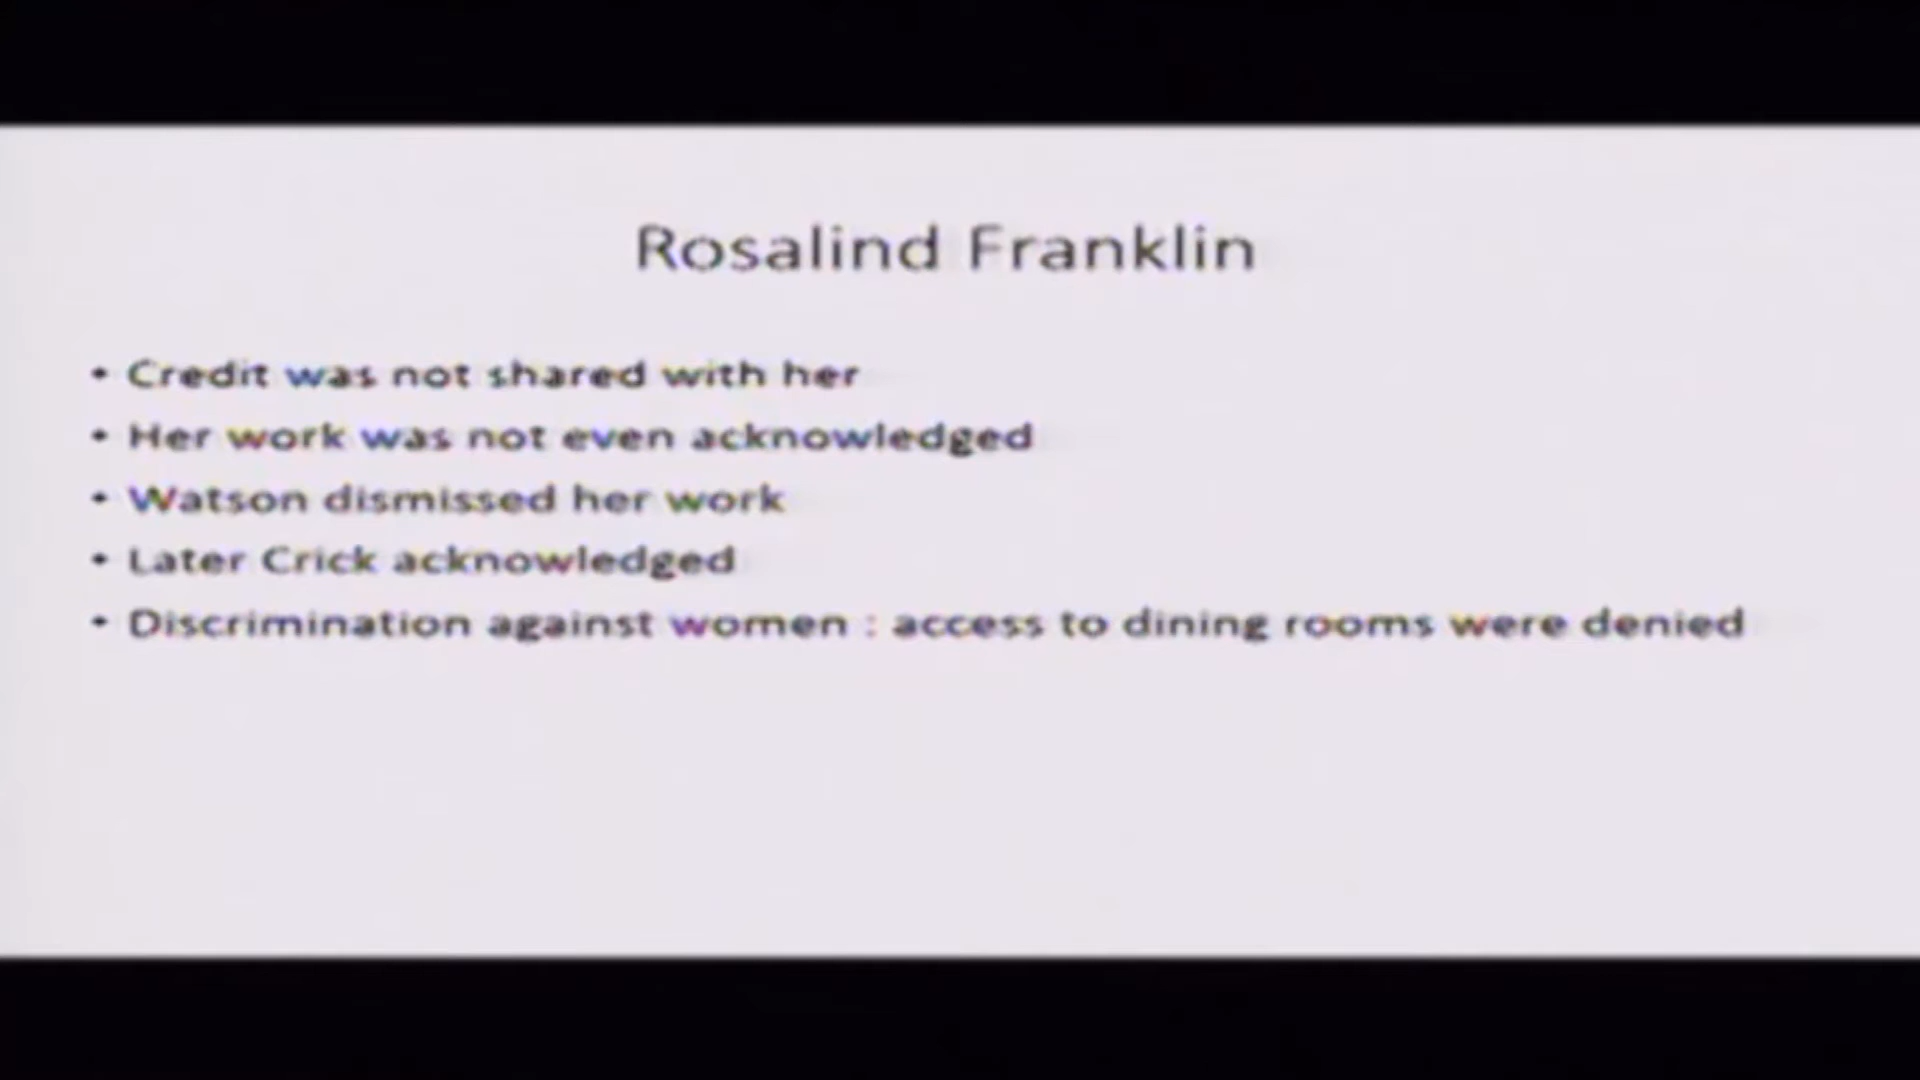 Rosalind Franklin
• Credit was not shared with her
• Her work was not even acknowledged
• Watson dismissed her work
• Later Crick acknowledged
• Discrimination against women : access to dining rooms were denied